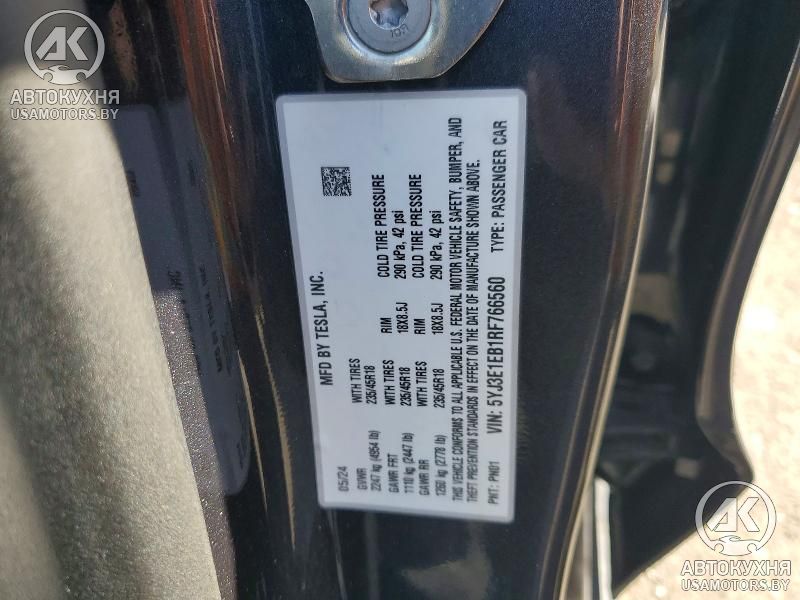 AK
АВТОКУХНЯ
USAMOTORS.BY
MFD BY TESLA, INC.
05/24
GVWR
2247 kg (4954 lb)
WITH TIRES
235/45R18
RIM
18X8.5J
COLD TIRE PRESSURE
290 kPa, 42 psi
GAWR FRT
1110 kg (2447 lb)
WITH TIRES
235/45R18
RIM
18X8.5J
COLD TIRE PRESSURE
290 kPa, 42 psi
GAWR RR
1260 kg (2778 lb)
WITH TIRES
235/45R18
THIS VEHICLE CONFORMS TO ALL APPLICABLE U.S. FEDERAL MOTOR VEHICLE SAFETY, BUMPER, AND
THEFT PREVENTION STANDARDS IN EFFECT ON THE DATE OF MANUFACTURE SHOWN ABOVE.
VIN: 5YJ3E1EB1RF766560
PNT: PN01
TYPE: PASSENGER CAR
AK
АВТОКУХНЯ
USAMOTORS.BY